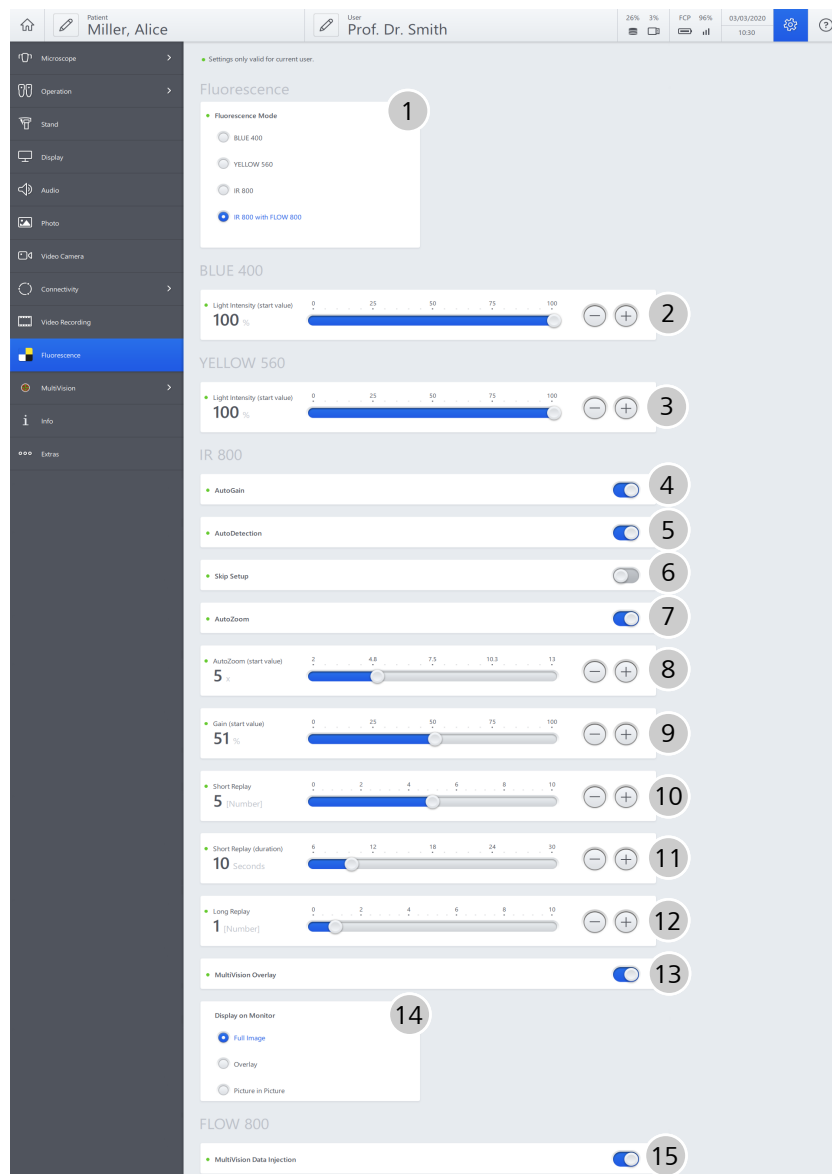 Patient
Miller, Alice
User
Prof. Dr. Smith
26% 3%
FCP 96%
03/03/2020
10:30
?
Microscope
Operation
Stand
Display
Audio
Photo
Video Camera
Connectivity
Video Recording
Fluorescence
MultiVision
i Info
Extras
Settings only valid for current user.
Fluorescence
Fluorescence Mode
1
BLUE 400
YELLOW 560
IR 800
IR 800 with FLOW 800
BLUE 400
Light Intensity (start value)
100 %
0 25 50 75 100
2
YELLOW 560
Light Intensity (start value)
100 %
0 25 50 75 100
3
IR 800
AutoGain
4
AutoDetection
5
Skip Setup
6
AutoZoom
7
AutoZoom (start value)
5 x
2 4.8 7.5 10.3 13
8
Gain (start value)
51 %
0 25 50 75 100
9
Short Replay
5 [Number]
0 2 4 6 8 10
10
Short Replay (duration)
10 Seconds
6 12 18 24 30
11
Long Replay
1 [Number]
0 2 4 6 8 10
12
MultiVision Overlay
13
Display on Monitor
14
Full Image
Overlay
Picture in Picture
FLOW 800
MultiVision Data Injection
15